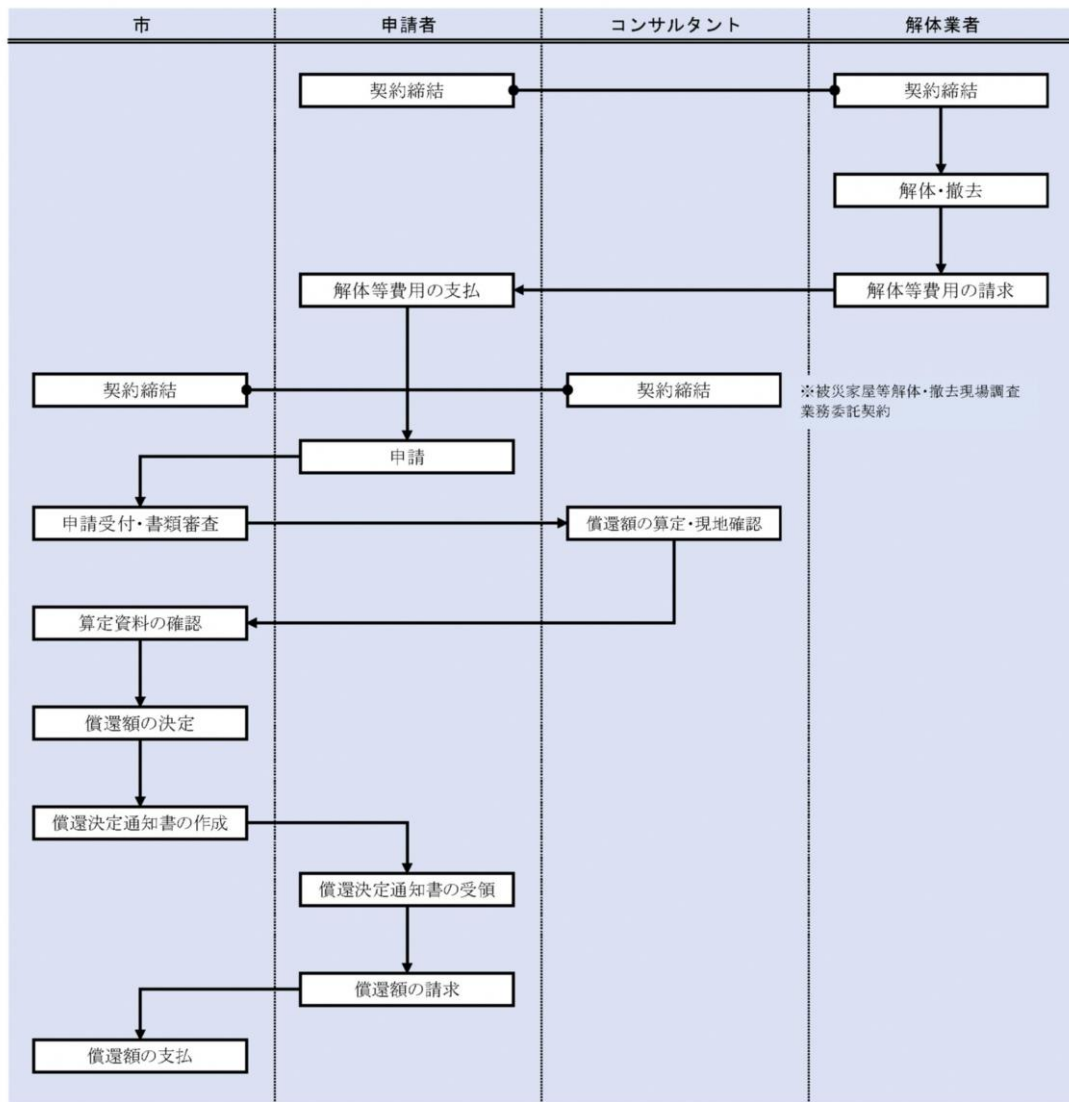 市
申請者
コンサルタント
解体業者
契約締結
契約締結
解体・撤去
解体等費用の支払
解体等費用の請求
契約締結
契約締結
※被災家屋等解体・撤去現場調査
業務委託契約
申請
申請受付・書類審査
償還額の算定・現地確認
算定資料の確認
償還額の決定
償還決定通知書の作成
償還決定通知書の受領
償還額の請求
償還額の支払